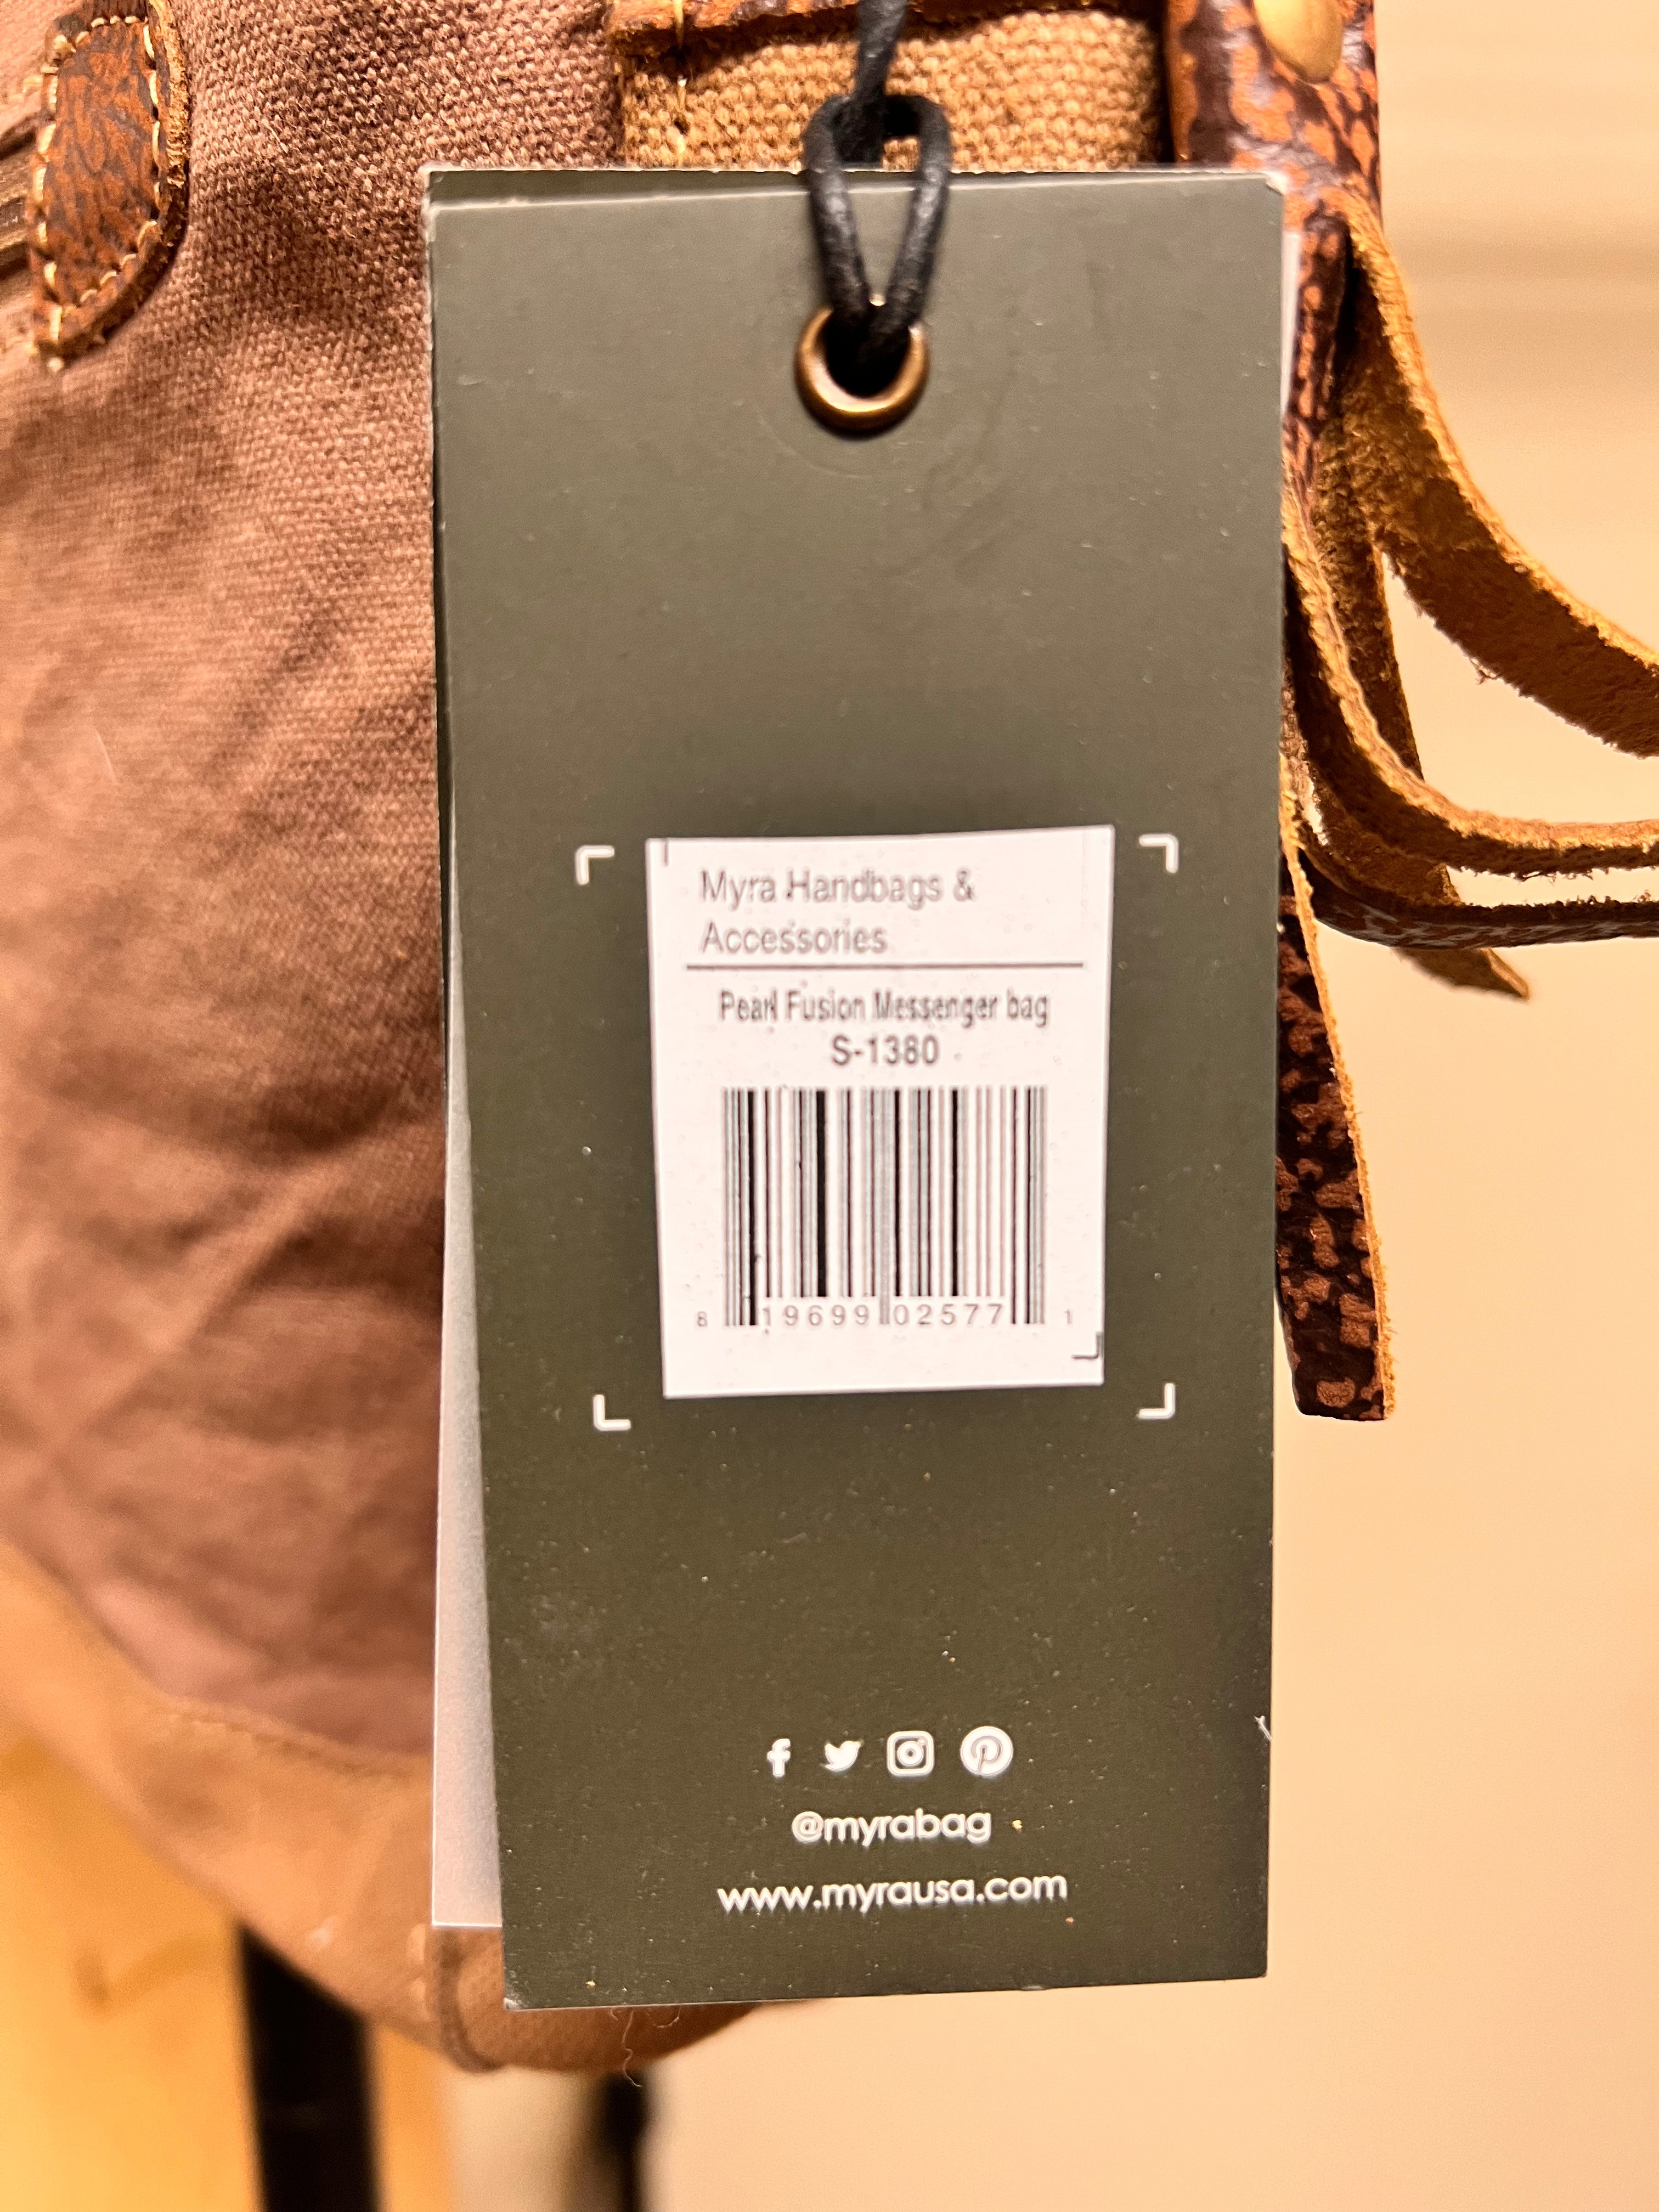 Myra Handbags &
Accessories
Pearl Fusion Messenger bag
S-1380
8 19699 02577 1
@myrabag
www.myrausa.com